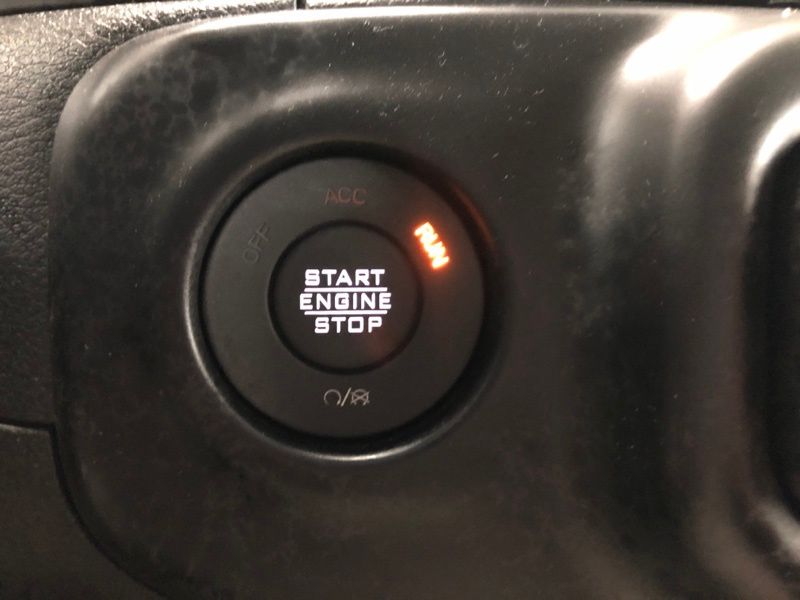 ACC
OFF
RUN
START
ENGINE
STOP